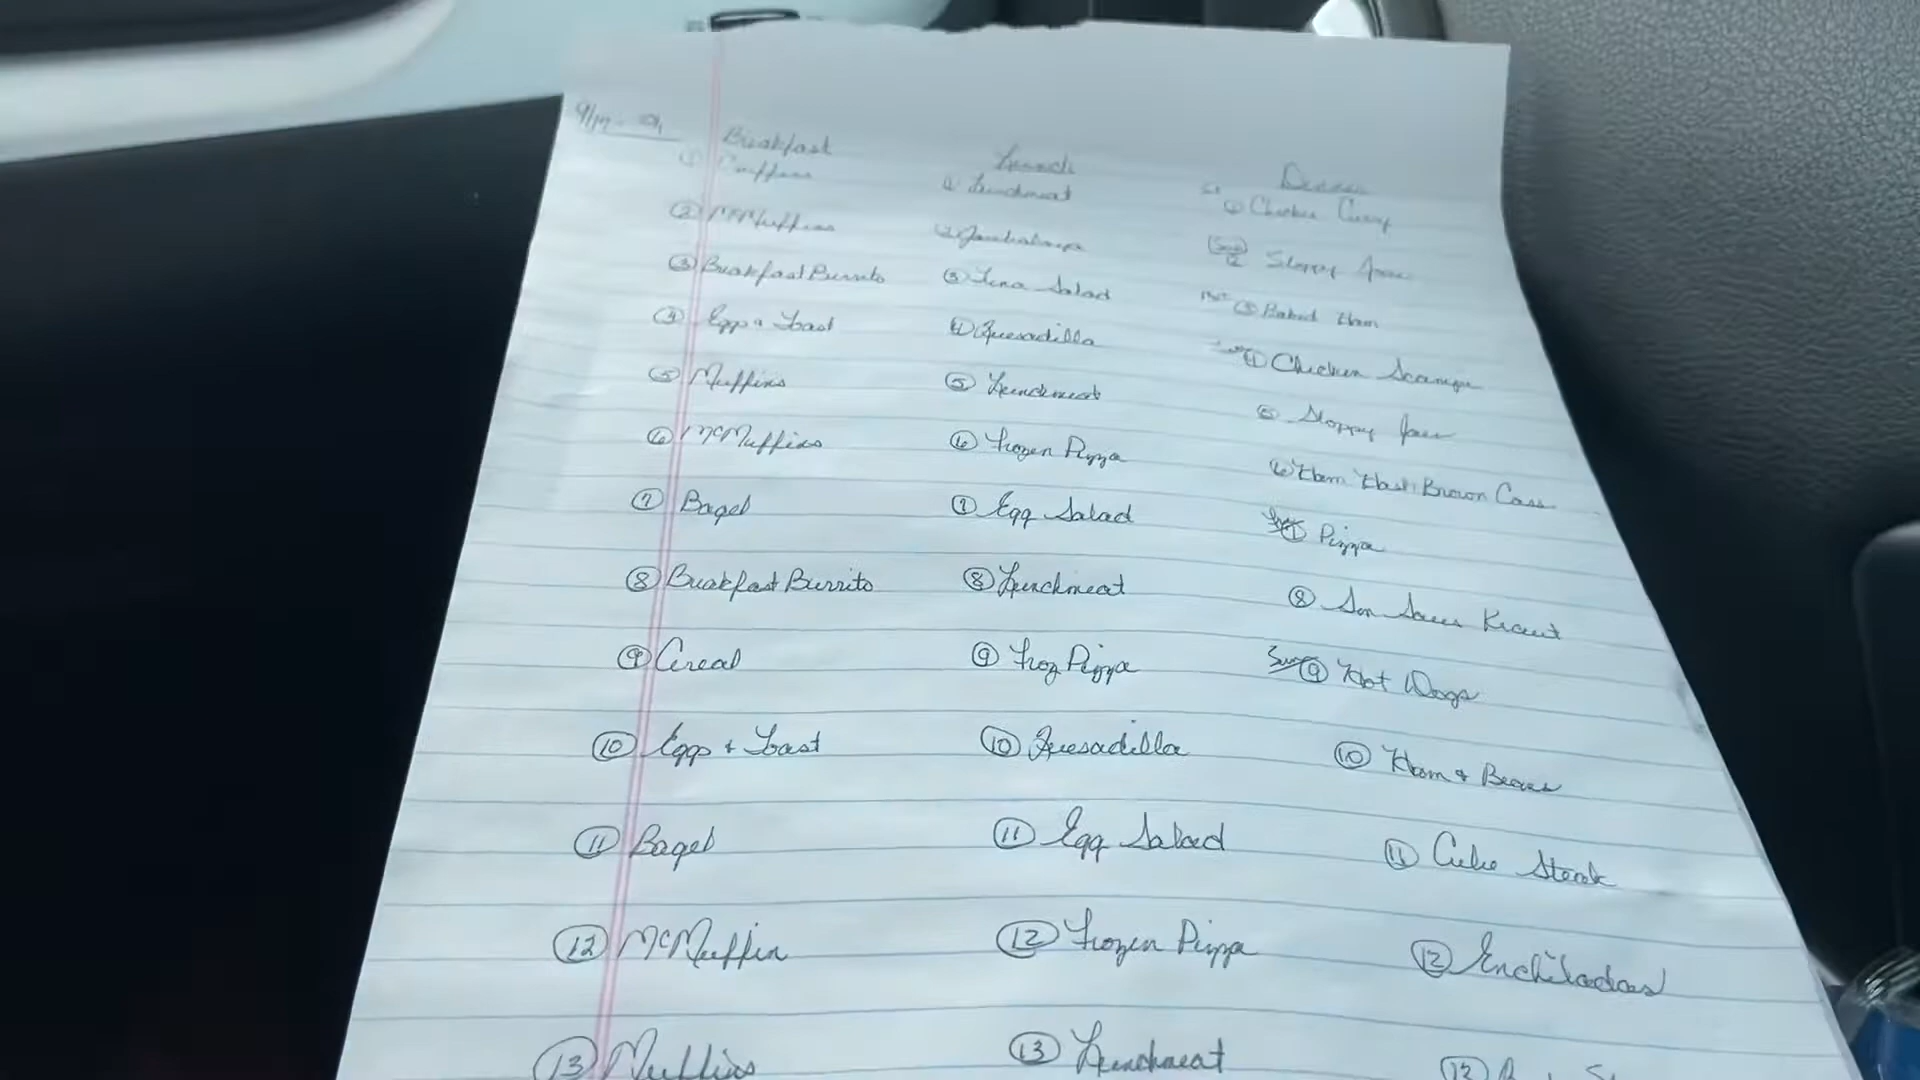 Breakfast Lunch Dinner
① Lunchmeat ① Chicken Curry
② McMuffins ② Jambalaya Sloppy
③ Breakfast Burrito ③ Tuna Salad ③ Baked Ham
④ Eggs + Toast ④ Quesadilla ④ Chicken Scampi
⑤ Muffins ⑤ Lunchmeat ⑤ Sloppy Joes
⑥ McMuffins ⑥ Frozen Pizza ⑥ Ham Hash Brown Cass
⑦ Bagel ⑦ Egg Salad ⑦ Pizza
⑧ Breakfast Burrito ⑧ Lunchmeat ⑧ Kraut
⑨ Cereal ⑨ Froz Pizza ⑨ Hot Dogs
⑩ Eggs + Toast ⑩ Quesadilla ⑩ Ham + Beans
⑪ Bagel ⑪ Egg Salad ⑪ Cube Steak
⑫ McMuffin ⑫ Frozen Pizza ⑫ Enchiladas
⑬ Muffins ⑬ Lunchmeat